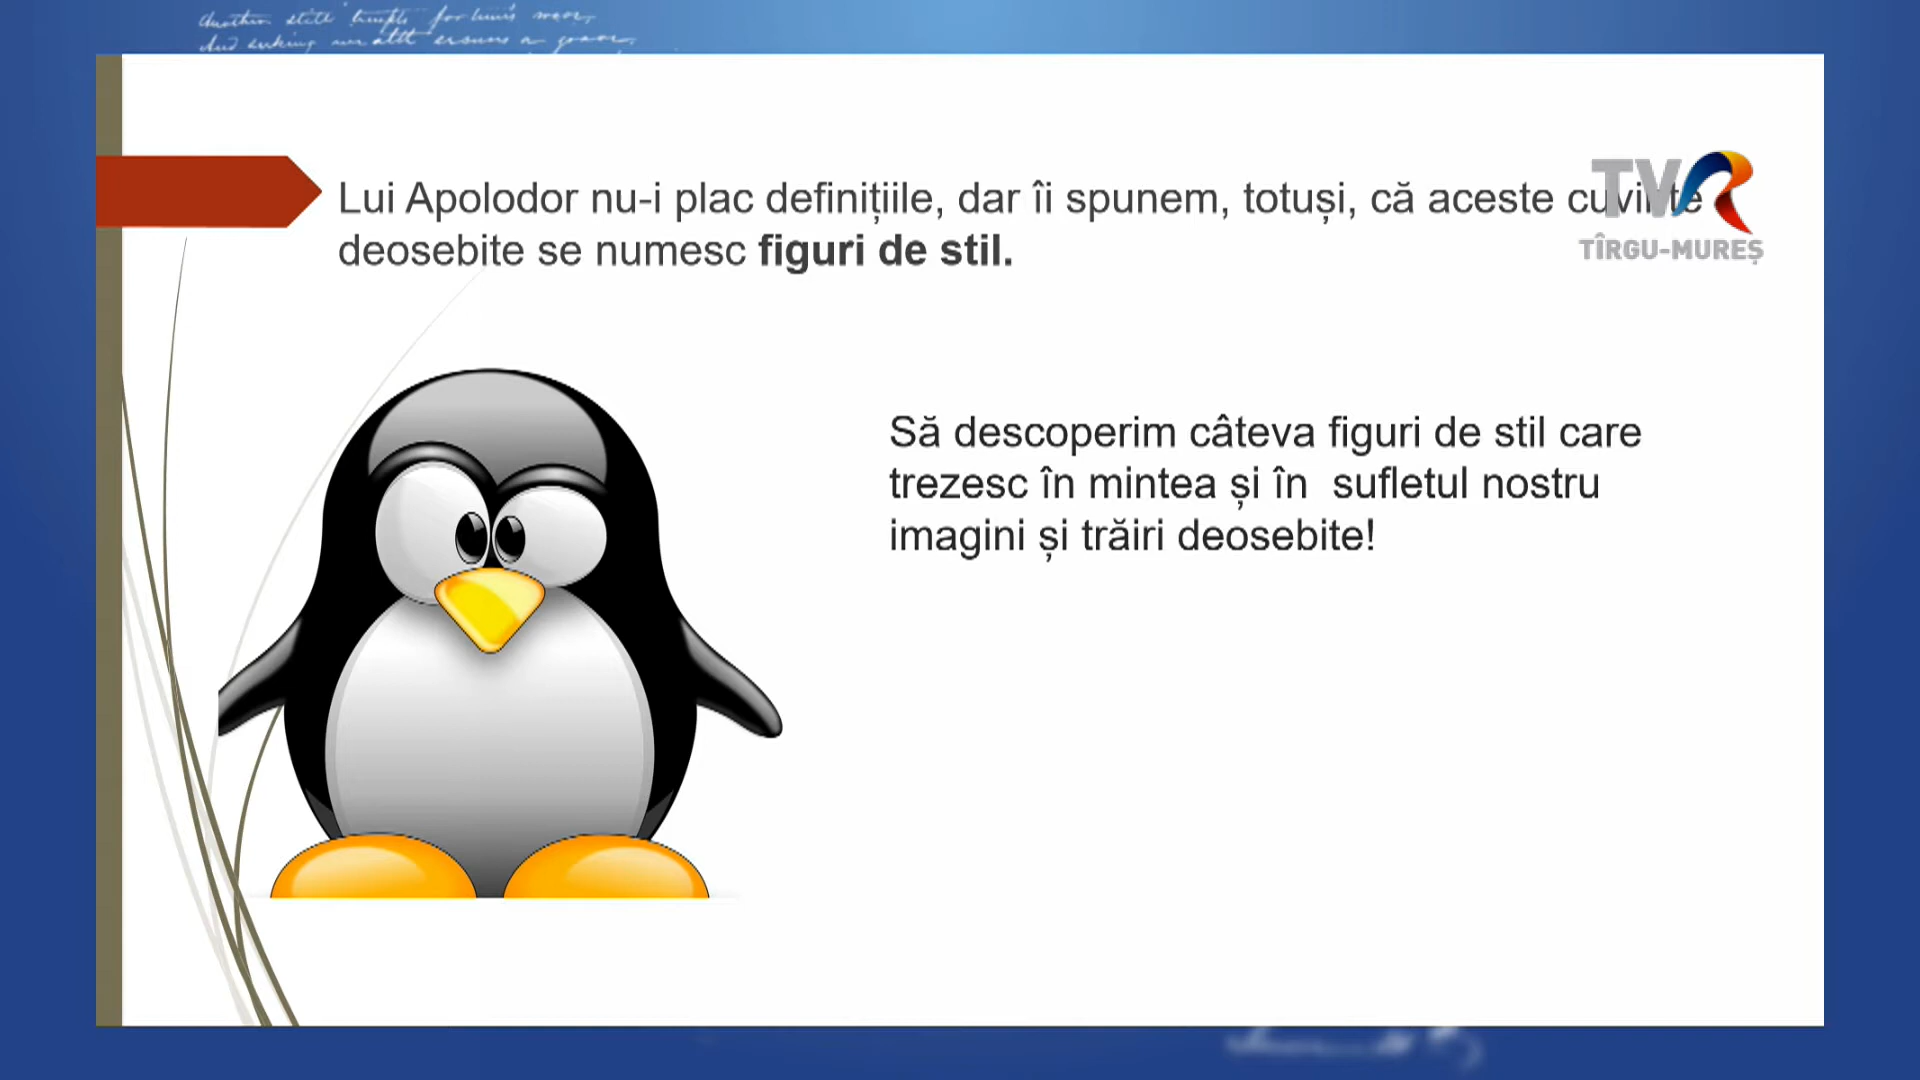 Lui Apolodor nu-i plac definițiile, dar îi spunem, totuși, că aceste cuvinte
deosebite se numesc figuri de stil.
TVR
TÎRGU-MUREȘ
Să descoperim câteva figuri de stil care
trezesc în mintea și în  sufletul nostru
imagini și trăiri deosebite!